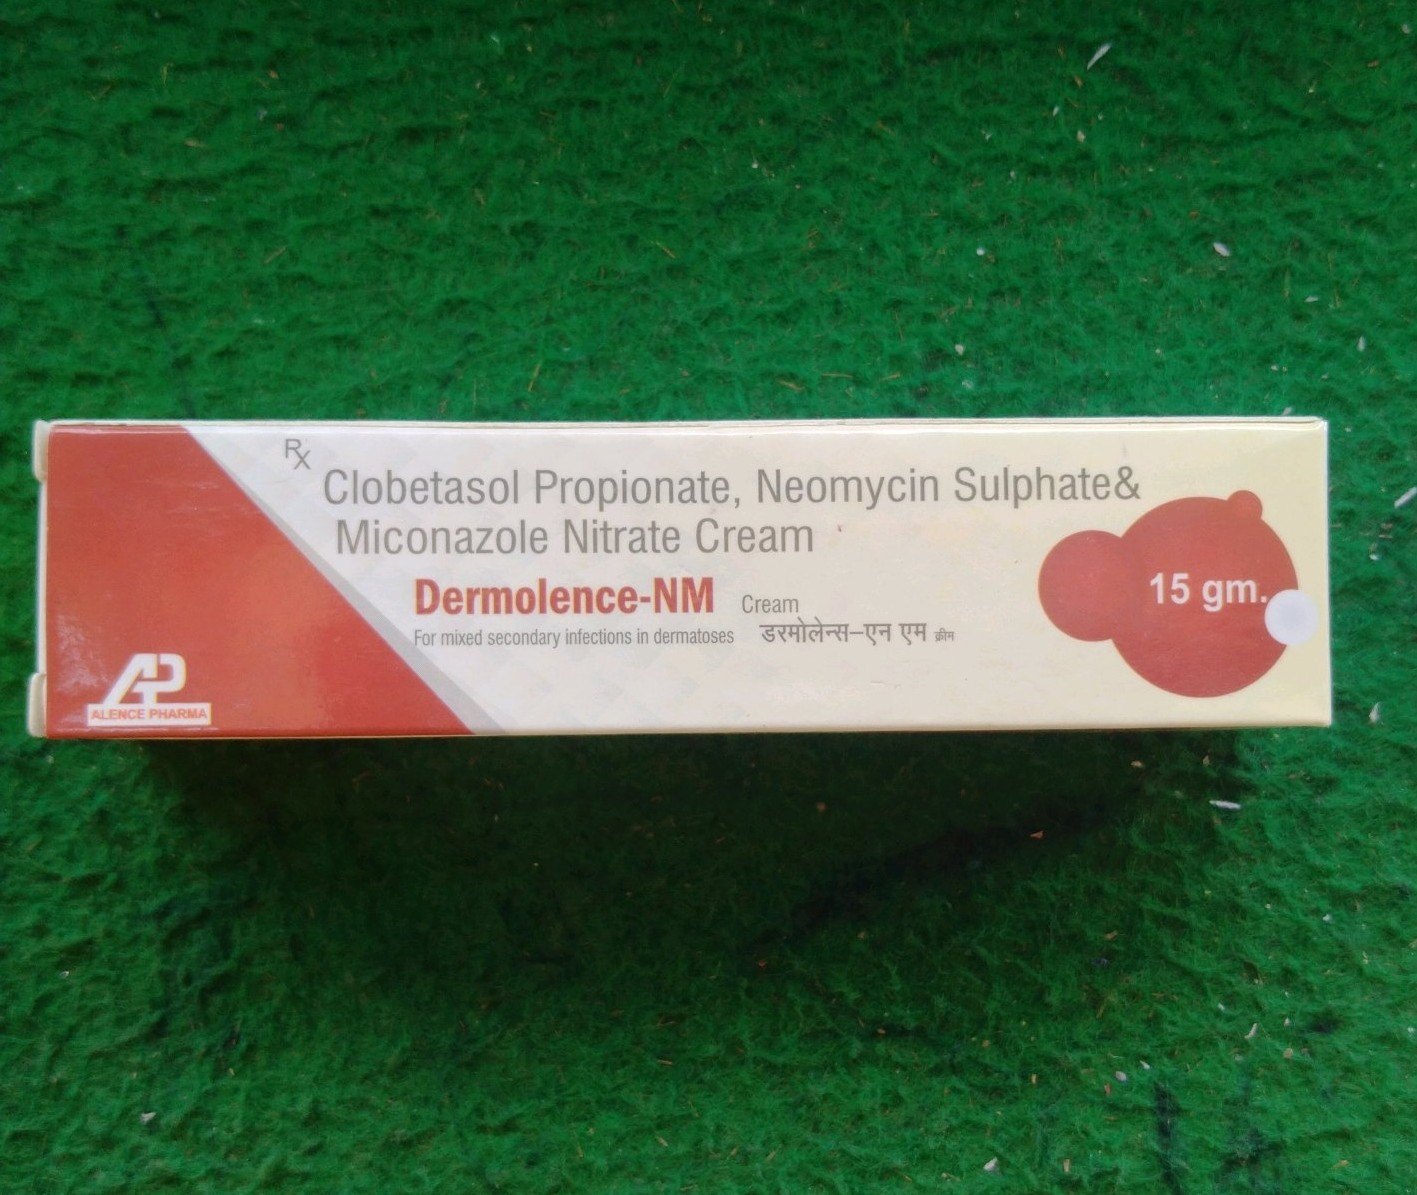 Rx
Clobetasol Propionate, Neomycin Sulphate&
Miconazole Nitrate Cream
Dermolence-NM Cream
For mixed secondary infections in dermatoses
डरमोलेन्स-एन एम क्रीम
15 gm.
AP
ALENCE PHARMA